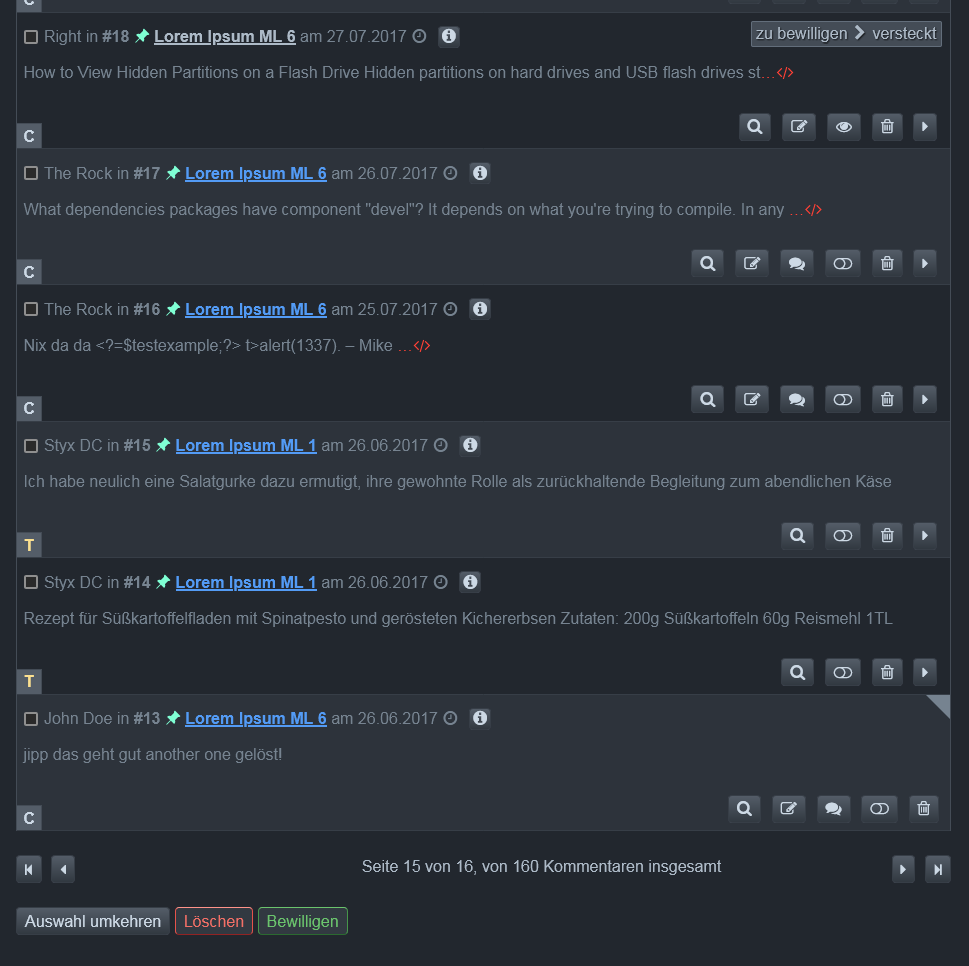 C
Right in #18 Lorem Ipsum ML 6 am 27.07.2017
zu bewilligen versteckt
How to View Hidden Partitions on a Flash Drive Hidden partitions on hard drives and USB flash drives st…</>
C
The Rock in #17 Lorem Ipsum ML 6 am 26.07.2017
What dependencies packages have component "devel"? It depends on what you're trying to compile. In any …</>
C
The Rock in #16 Lorem Ipsum ML 6 am 25.07.2017
Nix da da <?=$testexample;?> t>alert(1337). – Mike …</>
C
Styx DC in #15 Lorem Ipsum ML 1 am 26.06.2017
Ich habe neulich eine Salatgurke dazu ermutigt, ihre gewohnte Rolle als zurückhaltende Begleitung zum abendlichen Käse
T
Styx DC in #14 Lorem Ipsum ML 1 am 26.06.2017
Rezept für Süßkartoffelfladen mit Spinatpesto und gerösteten Kichererbsen Zutaten: 200g Süßkartoffeln 60g Reismehl 1TL
T
John Doe in #13 Lorem Ipsum ML 6 am 26.06.2017
jipp das geht gut another one gelöst!
C
Seite 15 von 16, von 160 Kommentaren insgesamt
Auswahl umkehren Löschen Bewilligen